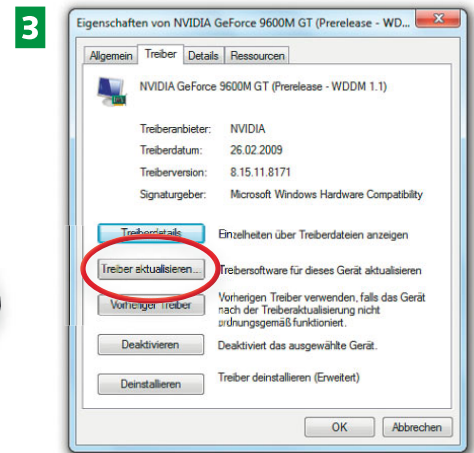 3
Eigenschaften von NVIDIA GeForce 9600M GT (Prerelease - WD...
Allgemein Treiber Details Ressourcen
NVIDIA GeForce 9600M GT (Prerelease - WDDM 1.1)
Treiberanbieter: NVIDIA
Treiberdatum: 26.02.2009
Treiberversion: 8.15.11.8171
Signaturgeber: Microsoft Windows Hardware Compatibility
Treiberdetails Einzelheiten über Treiberdateien anzeigen
Treiber aktualisieren... Treibersoftware für dieses Gerät aktualisieren
Vorheriger Treiber Vorherigen Treiber verwenden, falls das Gerät
nach der Treiberaktualisierung nicht
ordnungsgemäß funktioniert.
Deaktivieren Deaktiviert das ausgewählte Gerät.
Deinstallieren Treiber deinstallieren (Erweitert)
OK Abbrechen